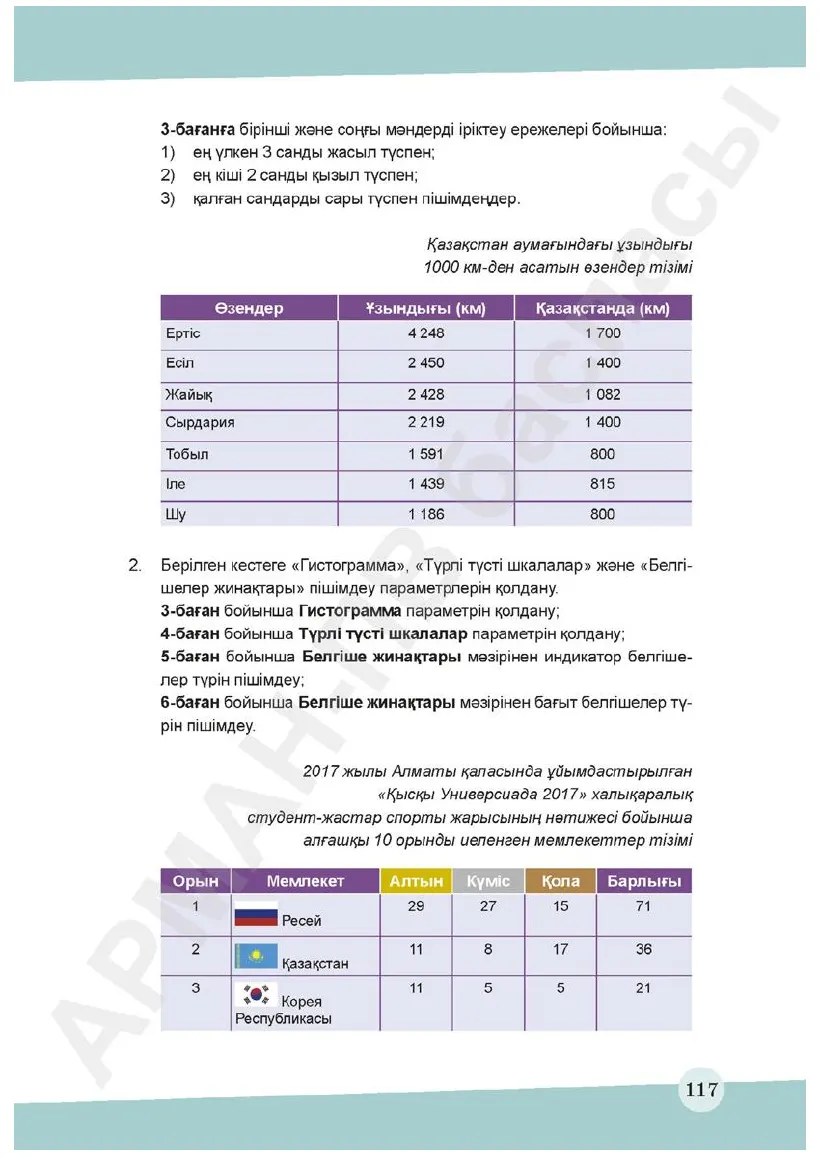 3-бағанға бірінші және соңғы мәндерді іріктеу ережелері бойынша:
1) ең үлкен 3 санды жасыл түспен;
2) ең кіші 2 санды қызыл түспен;
3) қалған сандарды сары түспен пішімдеңдер.
Қазақстан аумағындағы ұзындығы
1000 км-ден асатын өзендер тізімі
Өзендер Ұзындығы (км) Қазақстанда (км)
Ертіс 4 248 1 700
Есіл 2 450 1 400
Жайық 2 428 1 082
Сырдария 2 219 1 400
Тобыл 1 591 800
Іле 1 439 815
Шу 1 186 800
2. Берілген кестеге «Гистограмма», «Түрлі түсті шкалалар» және «Белгі-
шелер жинақтары» пішімдеу параметрлерін қолдану.
3-баған бойынша Гистограмма параметрін қолдану;
4-баған бойынша Түрлі түсті шкалалар параметрін қолдану;
5-баған бойынша Белгіше жинақтары мәзірінен индикатор белгіше-
лер түрін пішімдеу;
6-баған бойынша Белгіше жинақтары мәзірінен бағыт белгішелер тү-
рін пішімдеу.
2017 жылы Алматы қаласында ұйымдастырылған
«Қысқы Универсиада 2017» халықаралық
студент-жастар спорты жарысының нәтижесі бойынша
алғашқы 10 орынды иеленген мемлекеттер тізімі
Орын Мемлекет Алтын Күміс Қола Барлығы
1 Ресей 29 27 15 71
2 Қазақстан 11 8 17 36
3 Корея 11 5 5 21
Республикасы
117
АРМАН-ПВ баспасы